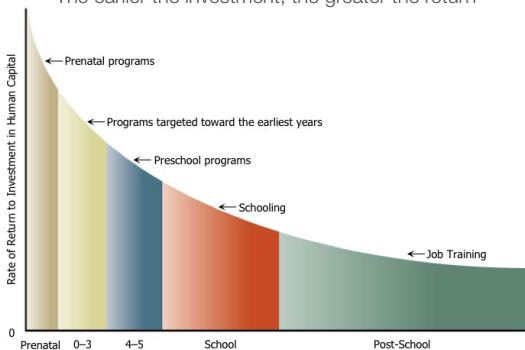 The earlier the investment, the greater the return
Rate of Return to Investment in Human Capital
Prenatal programs
Programs targeted toward the earliest years
Preschool programs
Schooling
Job Training
0
Prenatal 0–3 4–5 School Post-School